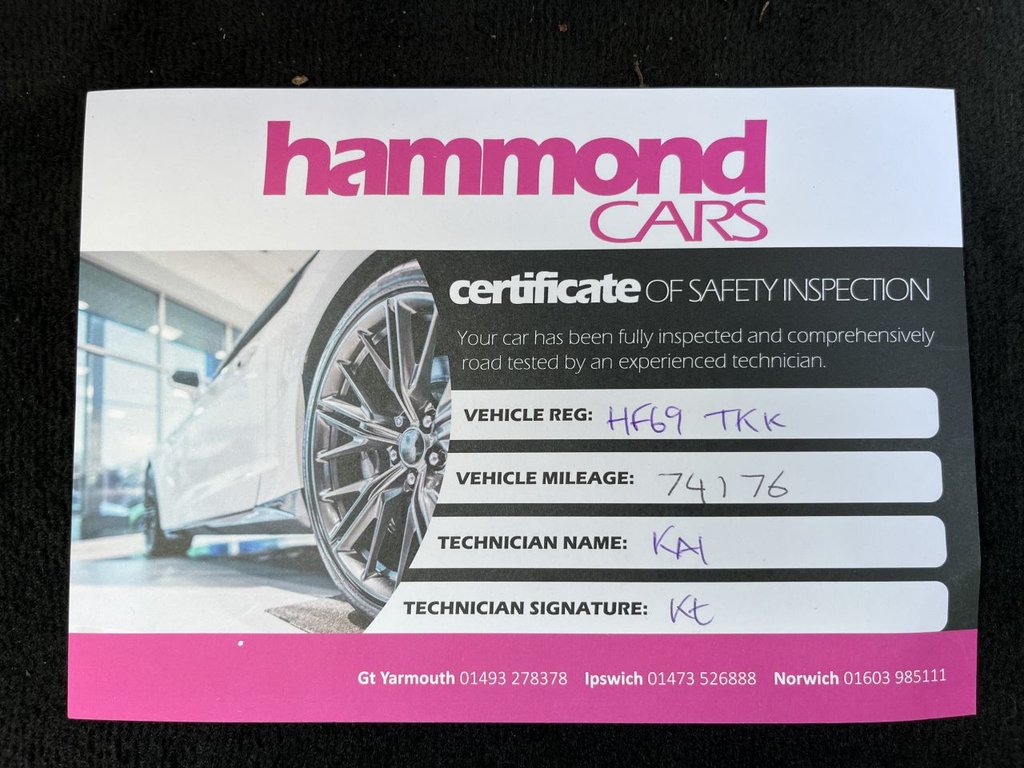 hammond
CARS
certificate OF SAFETY INSPECTION
Your car has been fully inspected and comprehensively
road tested by an experienced technician.
VEHICLE REG: HF69 TKK
VEHICLE MILEAGE: 74176
TECHNICIAN NAME: KAI
TECHNICIAN SIGNATURE: Kt
Gt Yarmouth 01493 278378 Ipswich 01473 526888 Norwich 01603 985111